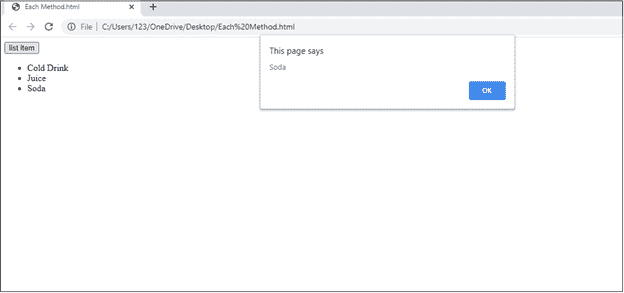 Each Method.html
File | C:/Users/123/OneDrive/Desktop/Each%20Method.html
list item
This page says
Soda
OK
Cold Drink
Juice
Soda